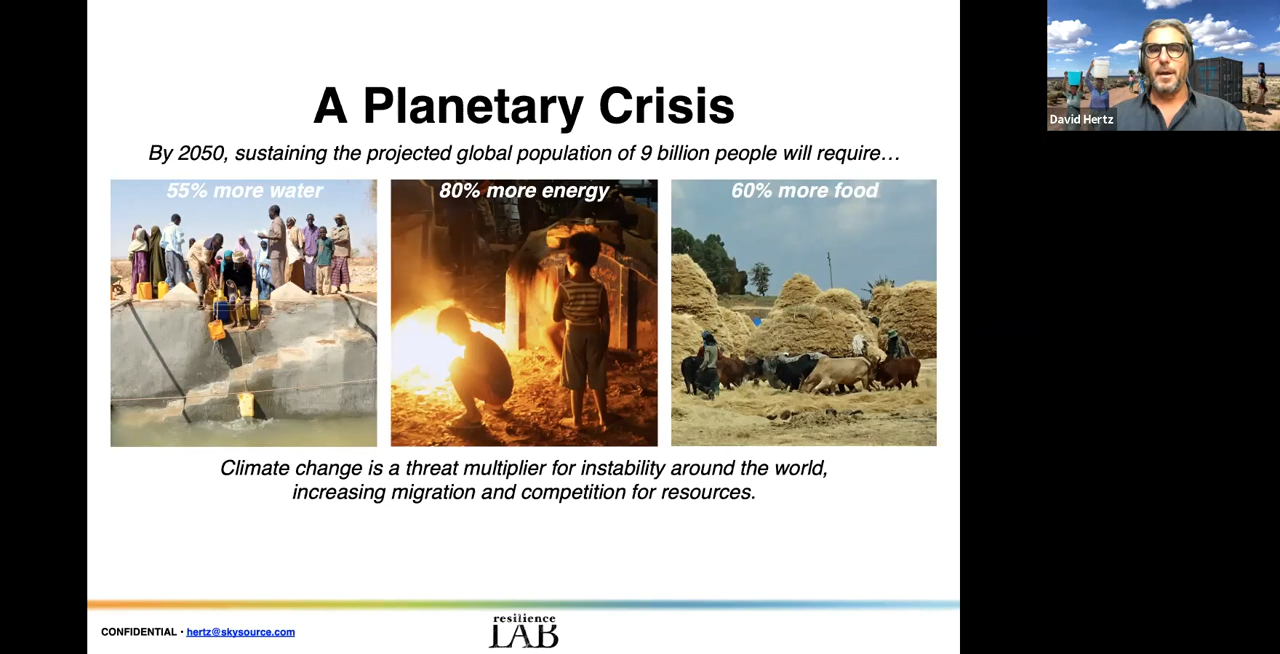 A Planetary Crisis
By 2050, sustaining the projected global population of 9 billion people will require…
55% more water
80% more energy
60% more food
Climate change is a threat multiplier for instability around the world,
increasing migration and competition for resources.
CONFIDENTIAL • hertz@skysource.com
resilience
LAB
David Hertz